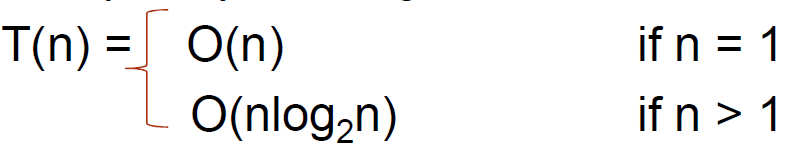 T(n) = O(n) if n = 1
O(nlog₂n) if n > 1